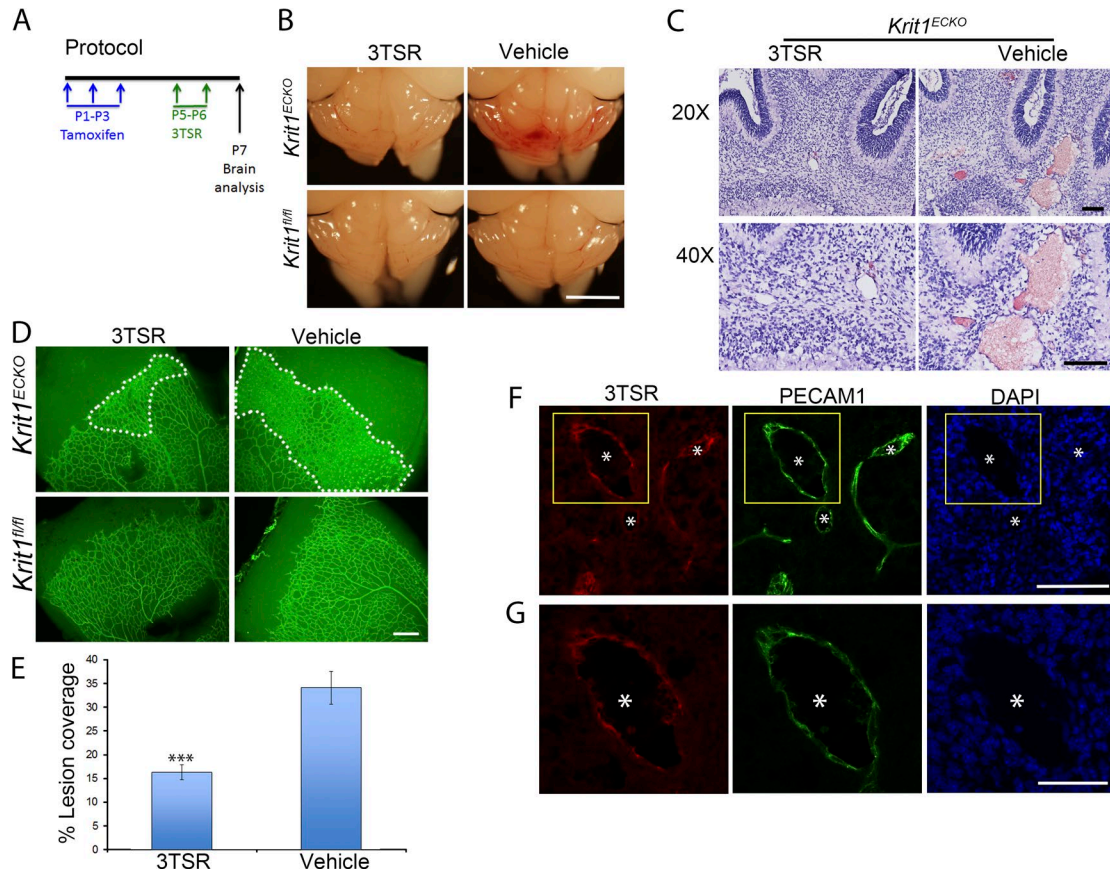 A
Protocol
P1-P3
Tamoxifen
P5-P6
3TSR
P7
Brain
analysis
B
3TSR Vehicle
Krit1ECKO
Krit1fl/fl
C
Krit1ECKO
3TSR Vehicle
20X
40X
D
3TSR Vehicle
Krit1ECKO
Krit1fl/fl
E
% Lesion coverage
40
35
30
25
20
15
10
5
0
***
3TSR Vehicle
F
3TSR PECAM1 DAPI
* * *
* * *
* * *
G
* * *